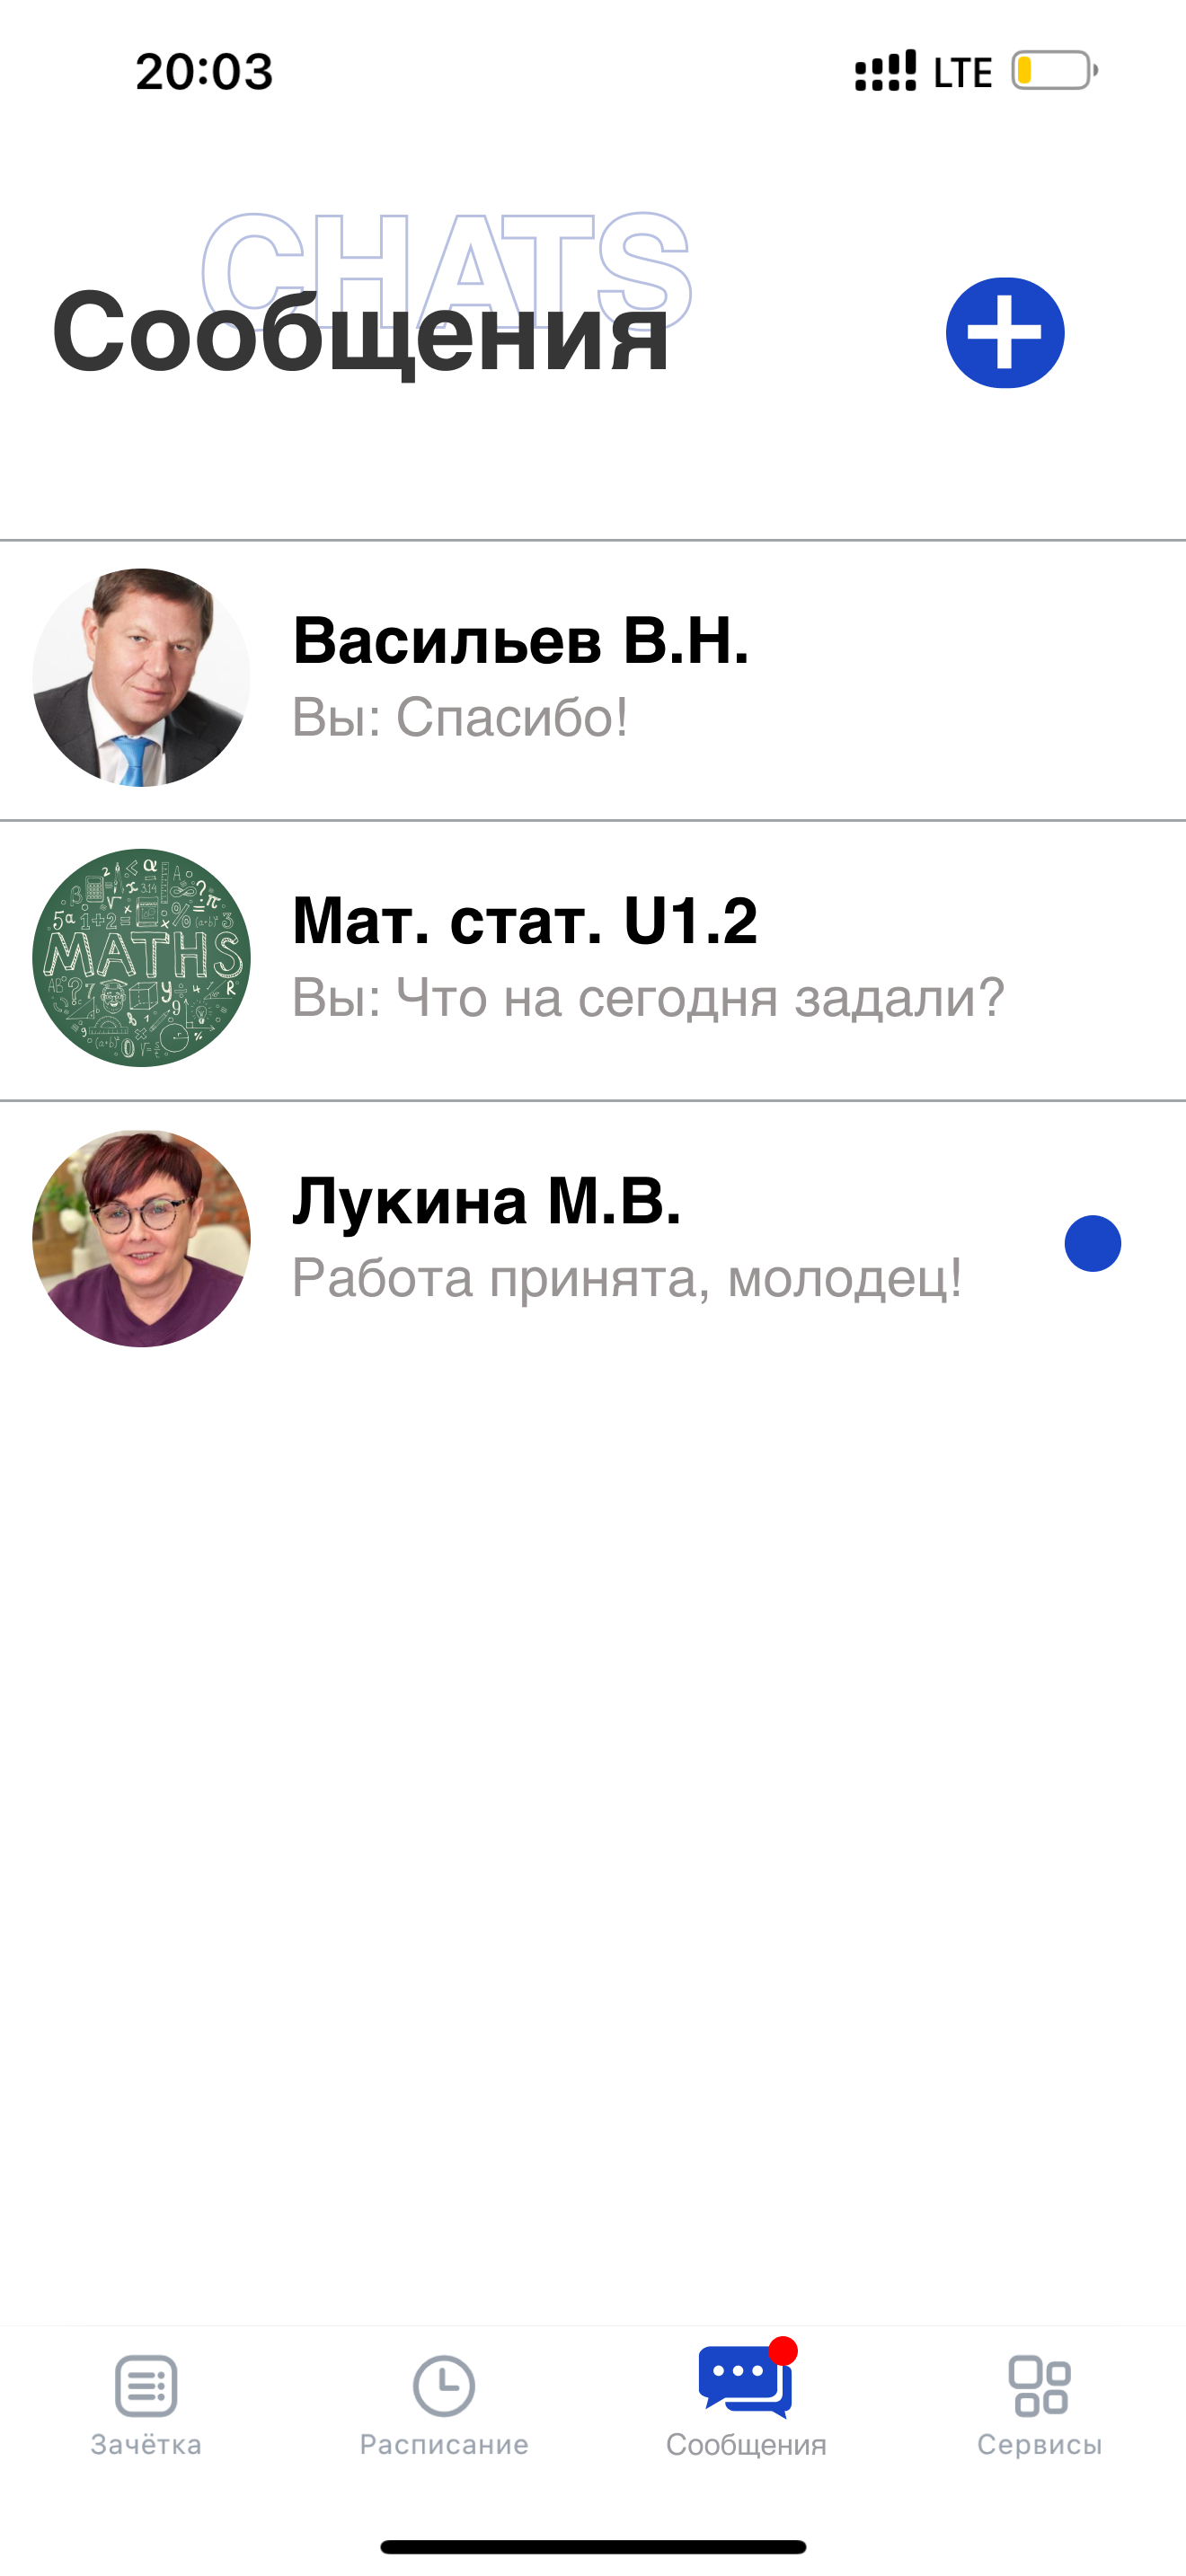 20:03 LTE
CHATS
Сообщения
Васильев В.Н.
Вы: Спасибо!
MATHS
Мат. стат. U1.2
Вы: Что на сегодня задали?
Лукина М.В.
Работа принята, молодец!
Зачётка Расписание Сообщения Сервисы